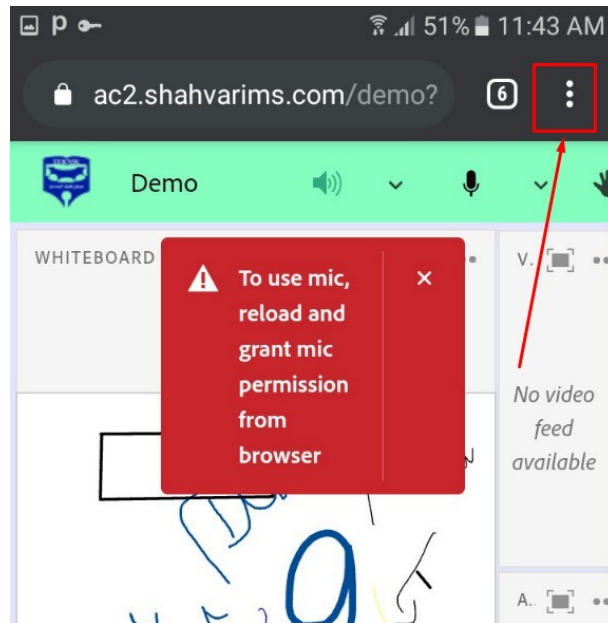 51% 11:43 AM
ac2.shahvarims.com/demo?
6
Demo
WHITEBOARD
V.
To use mic,
reload and
grant mic
permission
from
browser
No video
feed
available
9
A..